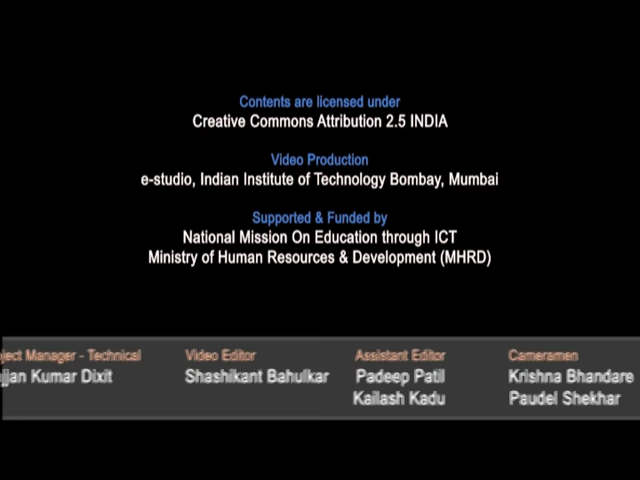 Contents are licensed under
Creative Commons Attribution 2.5 INDIA
Video Production
e-studio, Indian Institute of Technology Bombay, Mumbai
Supported & Funded by
National Mission On Education through ICT
Ministry of Human Resources & Development (MHRD)
Manager - Technical Video Editor Assistant Editor Cameramen
Kumar Dixit Shashikant Bahulkar Padeep Patil Krishna Bhandare
Kailash Kadu Paudel Shekhar